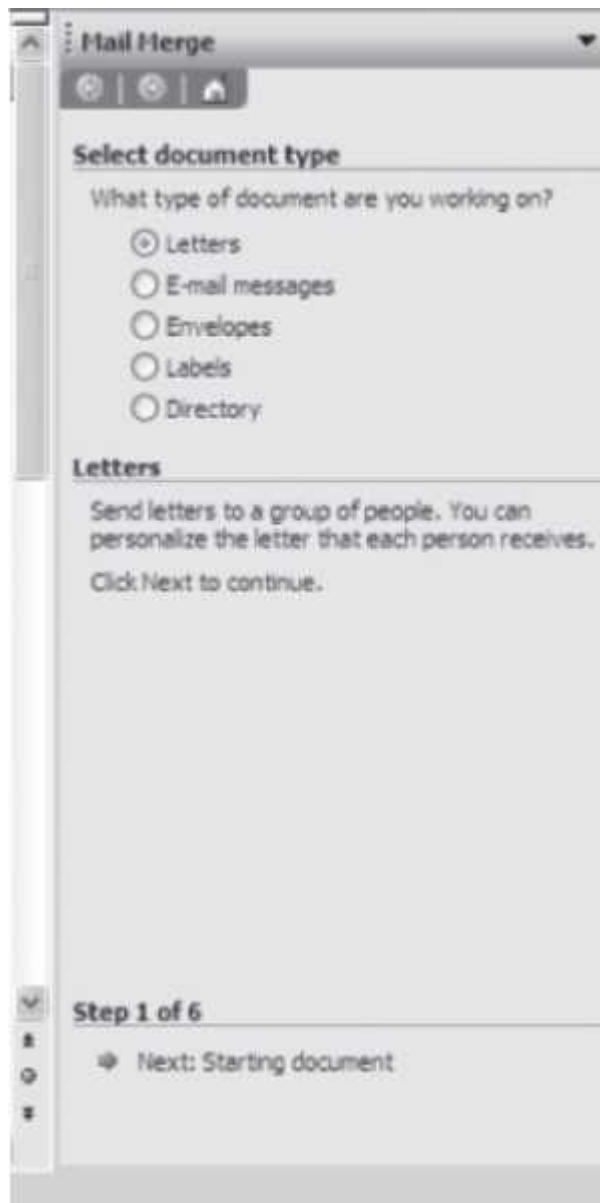 Mail Merge
Select document type
What type of document are you working on?
Letters
E-mail messages
Envelopes
Labels
Directory
Letters
Send letters to a group of people. You can
personalize the letter that each person receives.
Click Next to continue.
Step 1 of 6
Next: Starting document